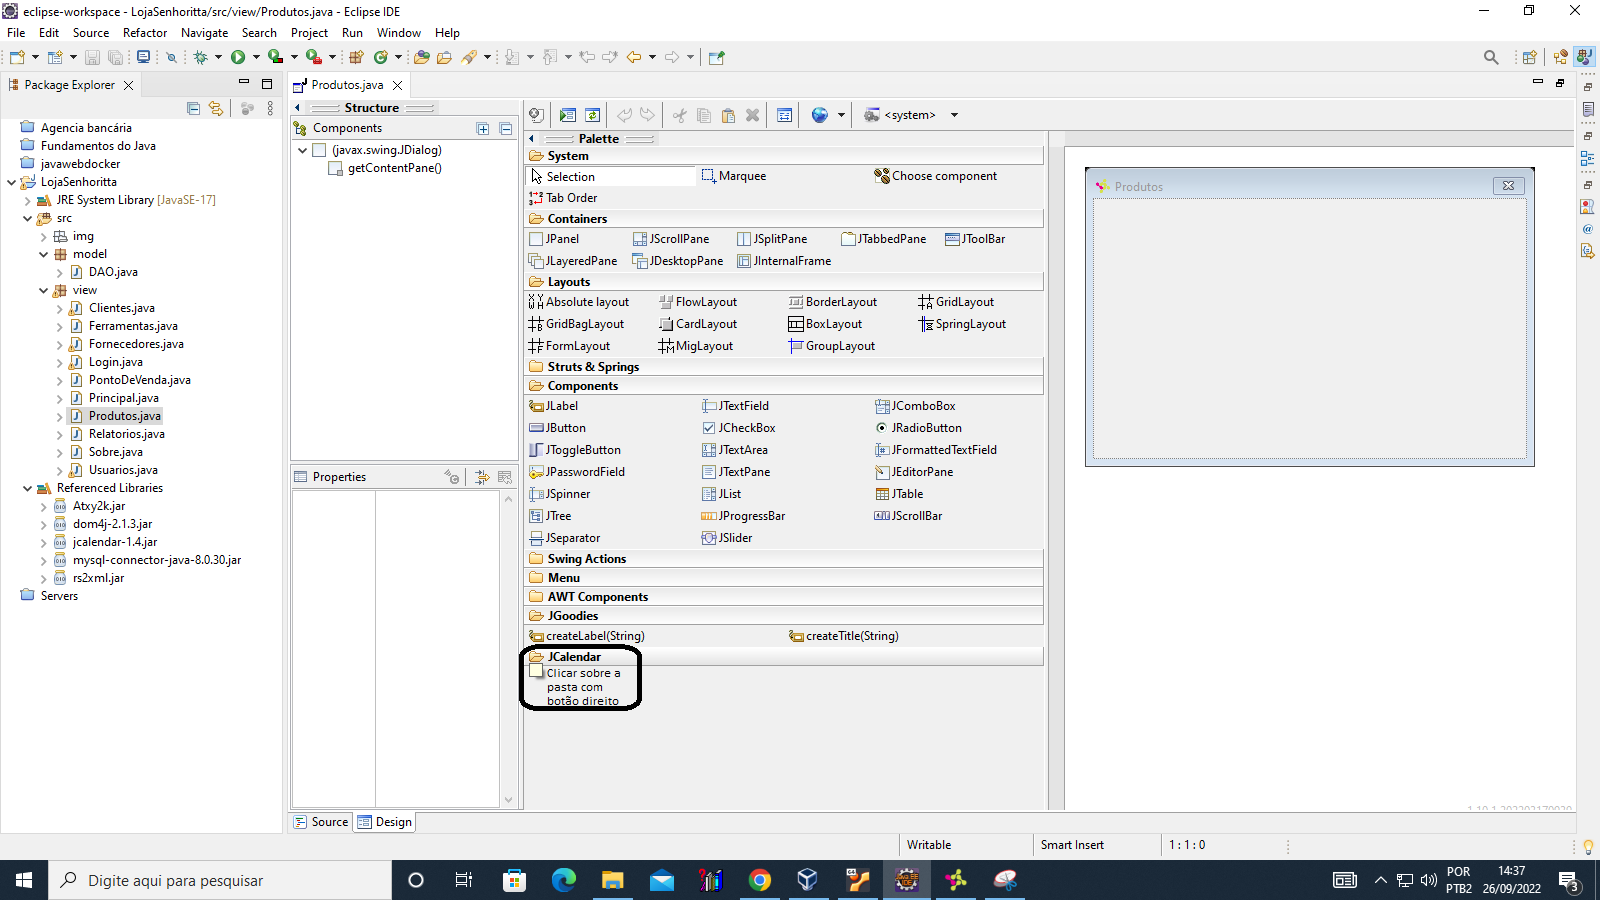 eclipse-workspace - LojaSenhoritta/src/view/Produtos.java - Eclipse IDE
File Edit Source Refactor Navigate Search Project Run Window Help
Package Explorer
Agencia bancária
Fundamentos do Java
javawebdocker
LojaSenhoritta
JRE System Library [JavaSE-17]
src
img
model
DAO.java
view
Clientes.java
Ferramentas.java
Fornecedores.java
Login.java
PontoDeVenda.java
Principal.java
Produtos.java
Relatorios.java
Sobre.java
Usuarios.java
Referenced Libraries
Atxy2k.jar
dom4j-2.1.3.jar
jcalendar-1.4.jar
mysql-connector-java-8.0.30.jar
rs2xml.jar
Servers
Produtos.java
Structure
Components
(javax.swing.JDialog)
getContentPane()
Properties
<system>
Palette
System
Selection Marquee Choose component
Tab Order
Containers
JPanel JScrollPane JSplitPane JTabbedPane JToolBar
JLayeredPane JDesktopPane JInternalFrame
Layouts
Absolute layout FlowLayout BorderLayout GridLayout
GridBagLayout CardLayout BoxLayout SpringLayout
FormLayout MigLayout GroupLayout
Struts & Springs
Components
JLabel JTextField JComboBox
JButton JCheckBox JRadioButton
JToggleButton JTextArea JFormattedTextField
JPasswordField JTextPane JEditorPane
JSpinner JList JTable
JTree JProgressBar JScrollBar
JSeparator JSlider
Swing Actions
Menu
AWT Components
JGoodies
createLabel(String) createTitle(String)
JCalendar
Clicar sobre a
pasta com
botão direito
Produtos
Source Design
Writable Smart Insert 1 : 1 : 0
Digite aqui para pesquisar
POR
PTB2
14:37
26/09/2022
3